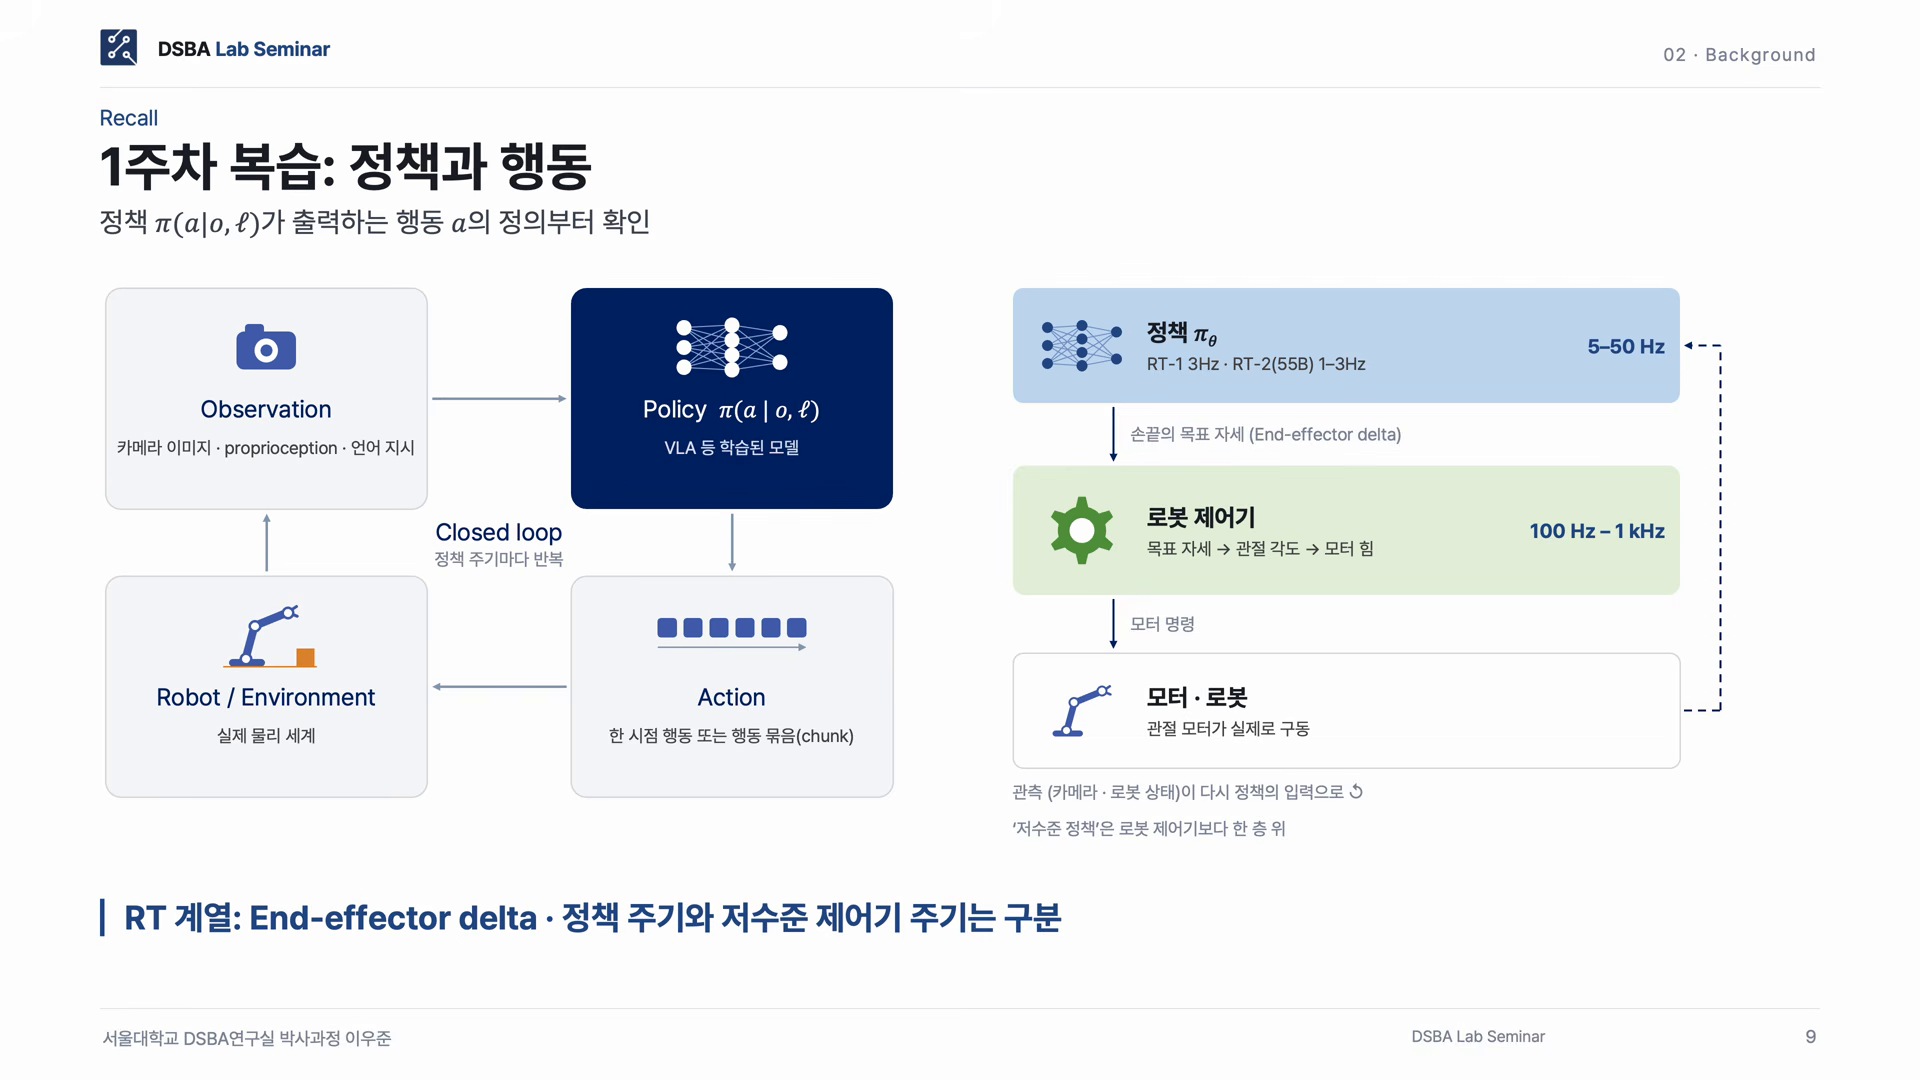 DSBA Lab Seminar
02 · Background
Recall
1주차 복습: 정책과 행동
정책 π(a|o, ℓ)가 출력하는 행동 a의 정의부터 확인
Observation
카메라 이미지 · proprioception · 언어 지시
Policy π(a | o, ℓ)
VLA 등 학습된 모델
Closed loop
정책 주기마다 반복
Robot / Environment
실제 물리 세계
Action
한 시점 행동 또는 행동 묶음(chunk)
정책 πθ
RT-1 3Hz · RT-2(55B) 1–3Hz
5–50 Hz
손끝의 목표 자세 (End-effector delta)
로봇 제어기
목표 자세 → 관절 각도 → 모터 힘
100 Hz – 1 kHz
모터 명령
모터 · 로봇
관절 모터가 실제로 구동
관측 (카메라 · 로봇 상태)이 다시 정책의 입력으로 ↺
‘저수준 정책’은 로봇 제어기보다 한 층 위
RT 계열: End-effector delta · 정책 주기와 저수준 제어기 주기는 구분
서울대학교 DSBA연구실 박사과정 이우준
DSBA Lab Seminar
9